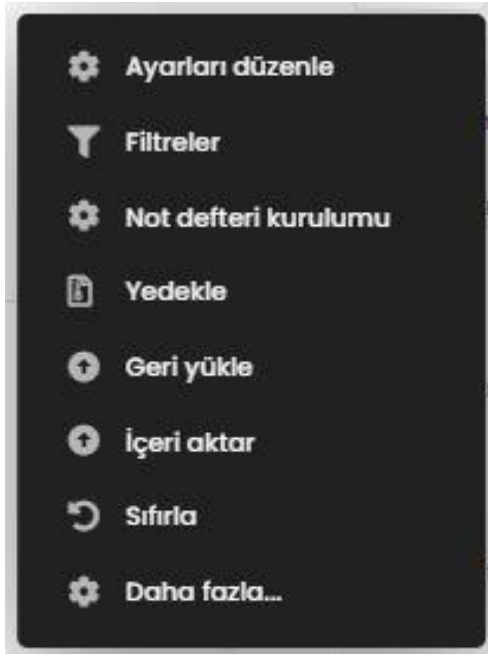 Ayarları düzenle
Filtreler
Not defteri kurulumu
Yedekle
Geri yükle
İçeri aktar
Sıfırla
Daha fazla...